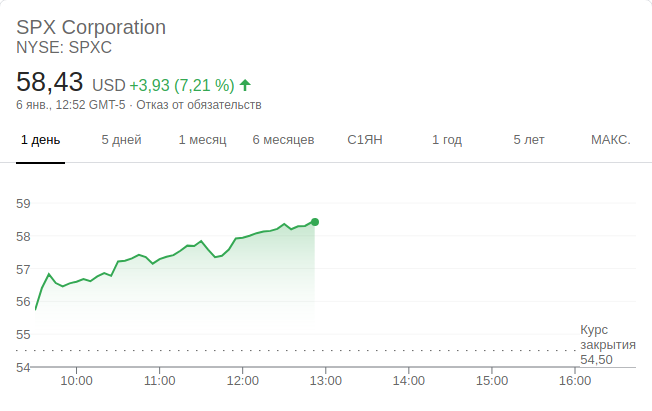 SPX Corporation
NYSE: SPXC
58,43 USD +3,93 (7,21 %)
6 янв., 12:52 GMT-5 · Отказ от обязательств
1 день 5 дней 1 месяц 6 месяцев С1ЯН 1 год 5 лет МАКС.
59
58
57
56
55
54
Курс
закрытия
54,50
10:00 11:00 12:00 13:00 14:00 15:00 16:00